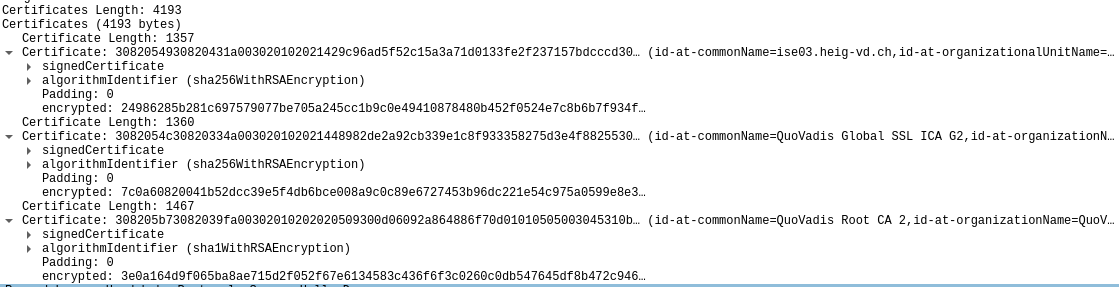 Certificates Length: 4193
Certificates (4193 bytes)
Certificate Length: 1357
Certificate: 3082054930820431a003020102021429c96ad5f52c15a3a71d0133fe2f237157bdcccd30… (id-at-commonName=ise03.heig-vd.ch,id-at-organizationalUnitName=…
signedCertificate
algorithmIdentifier (sha256WithRSAEncryption)
Padding: 0
encrypted: 24986285b281c697579077be705a245cc1b9c0e49410878480b452f0524e7c8b6b7f934f…
Certificate Length: 1360
Certificate: 3082054c30820334a003020102021448982de2a92cb339e1c8f933358275d3e4f8825530… (id-at-commonName=QuoVadis Global SSL ICA G2,id-at-organizationN…
signedCertificate
algorithmIdentifier (sha256WithRSAEncryption)
Padding: 0
encrypted: 7c0a60820041b52dcc39e5f4db6bce008a9c0c89e6727453b96dc221e54c975a0599e8e3…
Certificate Length: 1467
Certificate: 308205b73082039fa00302010202020509300d06092a864886f70d01010505003045310b… (id-at-commonName=QuoVadis Root CA 2,id-at-organizationName=QuoV…
signedCertificate
algorithmIdentifier (sha1WithRSAEncryption)
Padding: 0
encrypted: 3e0a164d9f065ba8ae715d2f052f67e6134583c436f6f3c0260c0db547645df8b472c946…